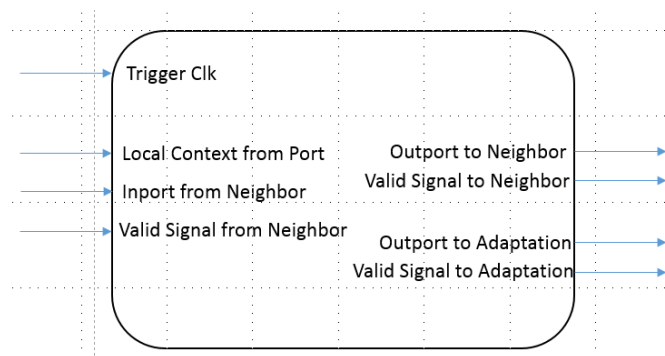 Trigger Clk
Local Context from Port
Inport from Neighbor
Valid Signal from Neighbor
Outport to Neighbor
Valid Signal to Neighbor
Outport to Adaptation
Valid Signal to Adaptation